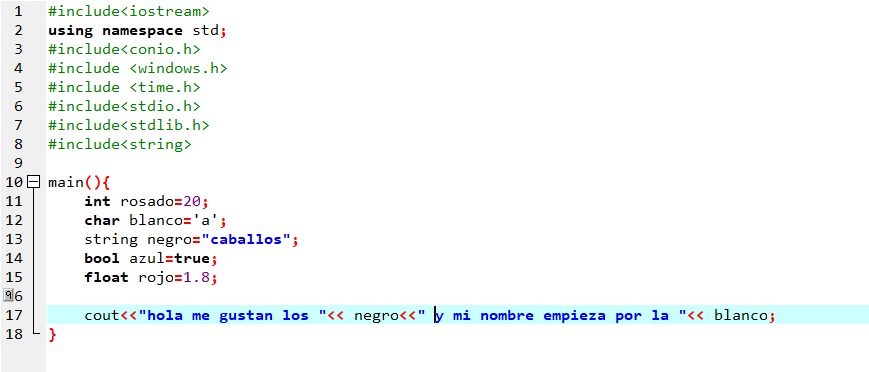 1 #include<iostream>
2 using namespace std;
3 #include<conio.h>
4 #include <windows.h>
5 #include <time.h>
6 #include<stdio.h>
7 #include<stdlib.h>
8 #include<string>
9
10 main(){
11 int rosado=20;
12 char blanco='a';
13 string negro="caballos";
14 bool azul=true;
15 float rojo=1.8;
6
17 cout<<"hola me gustan los "<< negro<<" y mi nombre empieza por la "<< blanco;
18 }